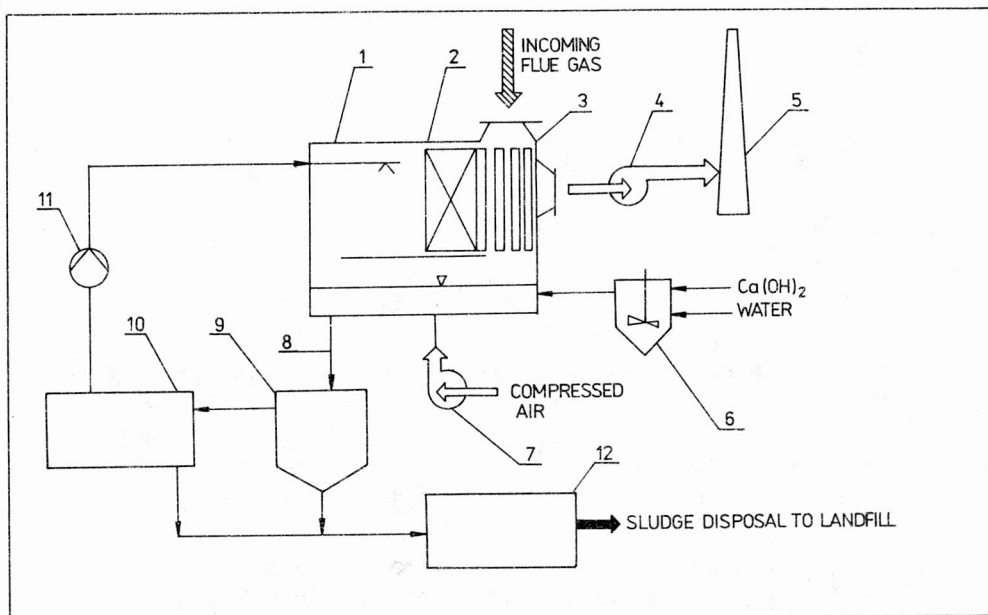 INCOMING
FLUE GAS
1
2
3
4
5
11
Ca(OH)2
WATER
10
9
8
COMPRESSED
AIR
6
7
12
SLUDGE DISPOSAL TO LANDFILL